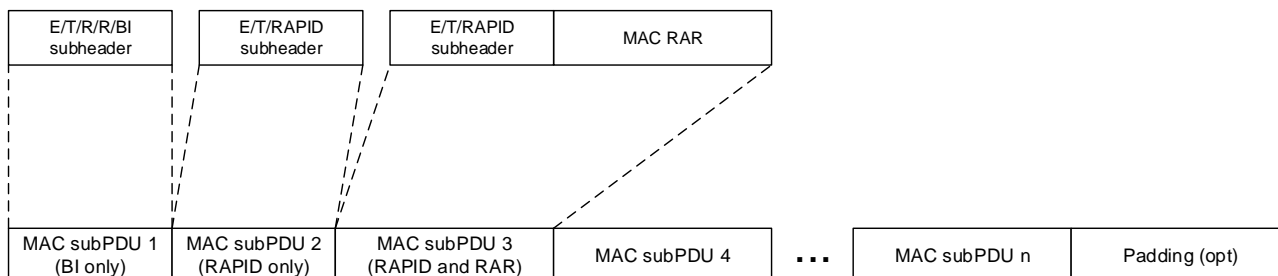 E/T/R/R/BI
subheader
E/T/RAPID
subheader
E/T/RAPID
subheader
MAC RAR
MAC subPDU 1
(BI only)
MAC subPDU 2
(RAPID only)
MAC subPDU 3
(RAPID and RAR)
MAC subPDU 4
...
MAC subPDU n
Padding (opt)